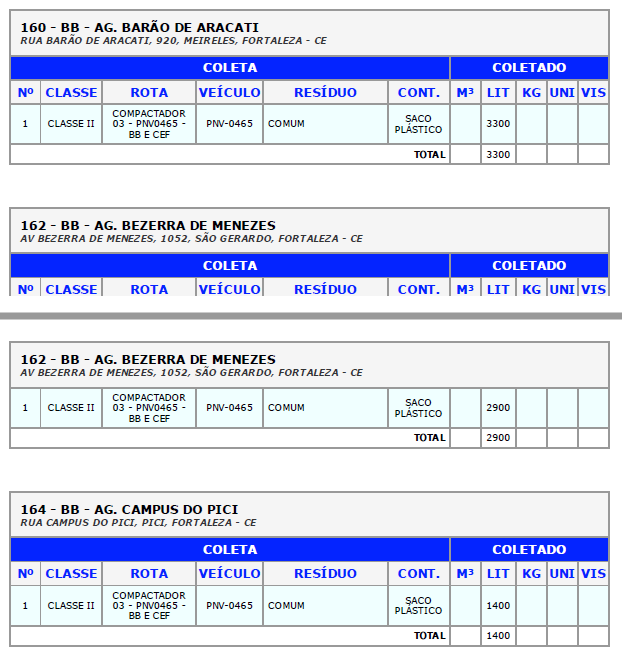 160 - BB - AG. BARÃO DE ARACATI
RUA BARÃO DE ARACATI, 920, MEIRELES, FORTALEZA - CE
COLETA COLETADO
Nº CLASSE ROTA VEÍCULO RESÍDUO CONT. M³ LIT KG UNI VIS
1 CLASSE II COMPACTADOR 03 - PNV0465 - BB E CEF PNV-0465 COMUM SACO PLÁSTICO 3300
TOTAL 3300
162 - BB - AG. BEZERRA DE MENEZES
AV BEZERRA DE MENEZES, 1052, SÃO GERARDO, FORTALEZA - CE
COLETA COLETADO
Nº CLASSE ROTA VEÍCULO RESÍDUO CONT. M³ LIT KG UNI VIS
162 - BB - AG. BEZERRA DE MENEZES
AV BEZERRA DE MENEZES, 1052, SÃO GERARDO, FORTALEZA - CE
1 CLASSE II COMPACTADOR 03 - PNV0465 - BB E CEF PNV-0465 COMUM SACO PLÁSTICO 2900
TOTAL 2900
164 - BB - AG. CAMPUS DO PICI
RUA CAMPUS DO PICI, PICI, FORTALEZA - CE
COLETA COLETADO
Nº CLASSE ROTA VEÍCULO RESÍDUO CONT. M³ LIT KG UNI VIS
1 CLASSE II COMPACTADOR 03 - PNV0465 - BB E CEF PNV-0465 COMUM SACO PLÁSTICO 1400
TOTAL 1400